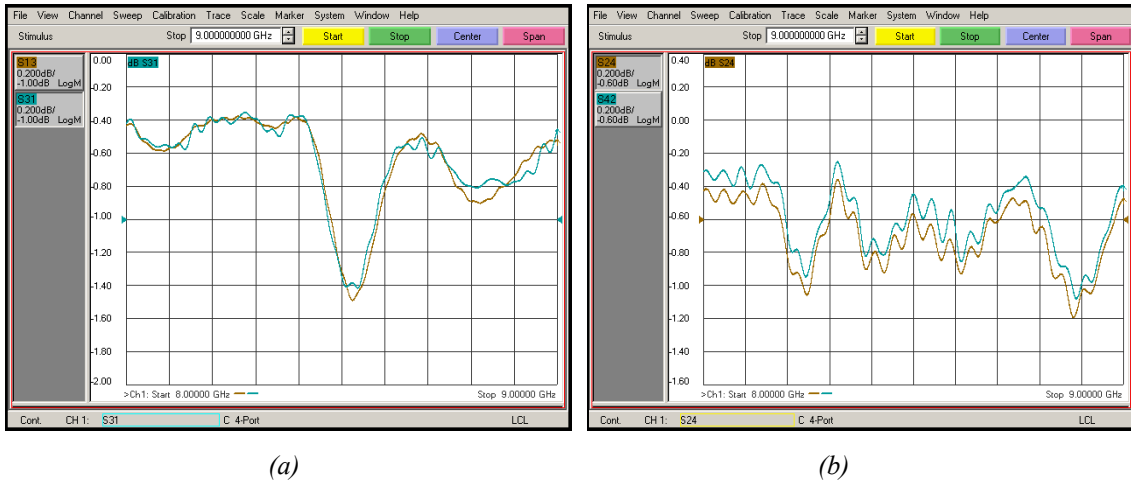 File View Channel Sweep Calibration Trace Scale Marker System Window Help
Stimulus Stop 9.000000000 GHz Start Stop Center Span
S13
0.200dB/
-1.00dB LogM
S31
0.200dB/
-1.00dB LogM
dB S31
0.00
-0.20
-0.40
-0.60
-0.80
-1.00
-1.20
-1.40
-1.60
-1.80
-2.00
>Ch1: Start 8.00000 GHz Stop 9.00000 GHz
Cont. CH 1: S31 C 4-Port LCL
(a)
File View Channel Sweep Calibration Trace Scale Marker System Window Help
Stimulus Stop 9.000000000 GHz Start Stop Center Span
S24
0.200dB/
-0.60dB LogM
S42
0.200dB/
-0.60dB LogM
dB S24
0.40
0.20
0.00
-0.20
-0.40
-0.60
-0.80
-1.00
-1.20
-1.40
-1.60
>Ch1: Start 8.00000 GHz Stop 9.00000 GHz
Cont. CH 1: S24 C 4-Port LCL
(b)